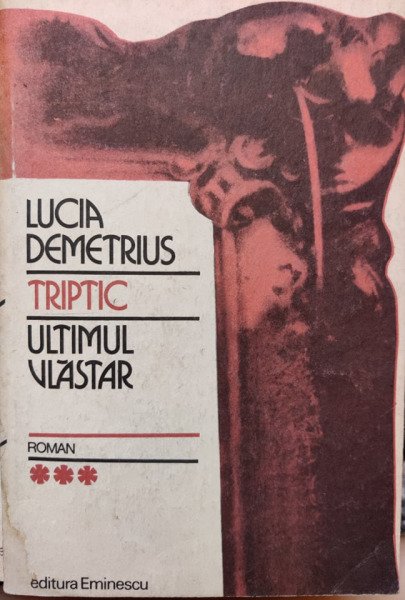 LUCIA
DEMETRIUS
TRIPTIC
ULTIMUL
VLĂSTAR
ROMAN
***
editura Eminescu